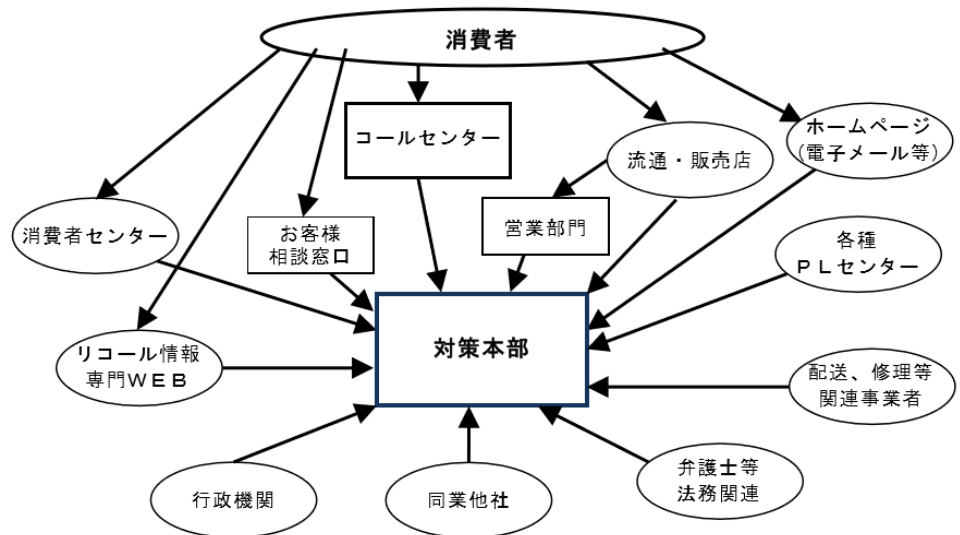 消費者
コールセンター
ホームページ
(電子メール等)
流通・販売店
消費者センター
お客様
相談窓口
営業部門
各種
ＰＬセンター
対策本部
リコール情報
専門ＷＥＢ
配送、修理等
関連事業者
行政機関
同業他社
弁護士等
法務関連